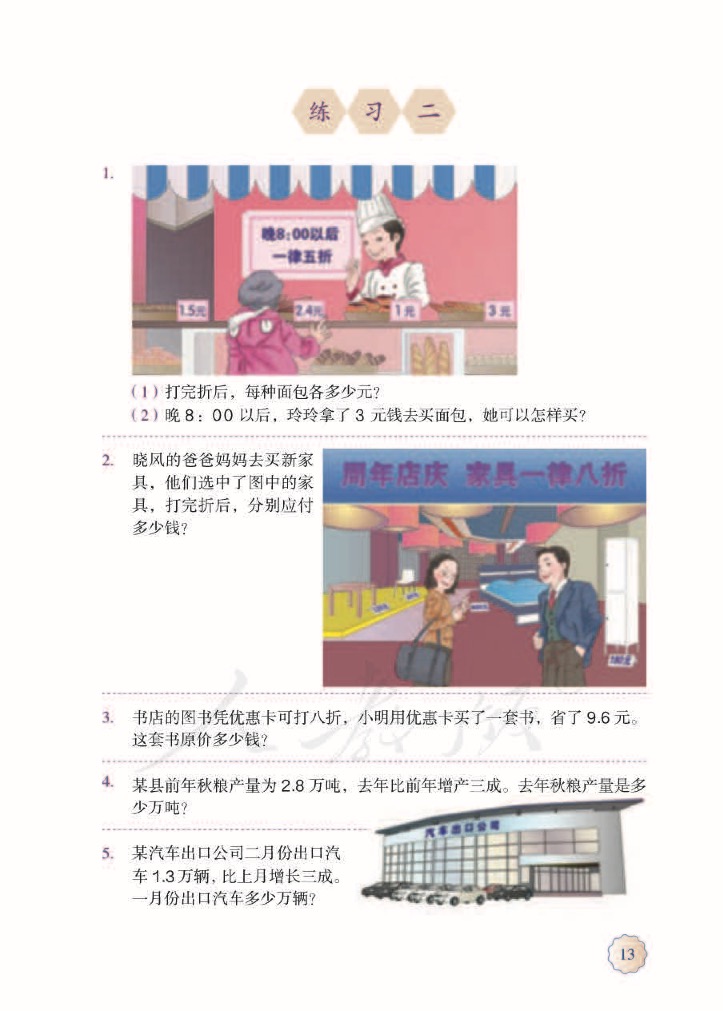 练习二
1.
晚8:00以后
一律五折
1.5元 2.4元 1元 3元
（1）打完折后，每种面包各多少元？
（2）晚 8：00 以后，玲玲拿了 3 元钱去买面包，她可以怎样买？
2. 晓风的爸爸妈妈去买新家
具，他们选中了图中的家
具，打完折后，分别应付
多少钱？
周年店庆 家具一律八折
3. 书店的图书凭优惠卡可打八折，小明用优惠卡买了一套书，省了 9.6 元。
这套书原价多少钱？
4. 某县前年秋粮产量为 2.8 万吨，去年比前年增产三成。去年秋粮产量是多
少万吨？
汽车出口公司
5. 某汽车出口公司二月份出口汽
车 1.3 万辆，比上月增长三成。
一月份出口汽车多少万辆？
13